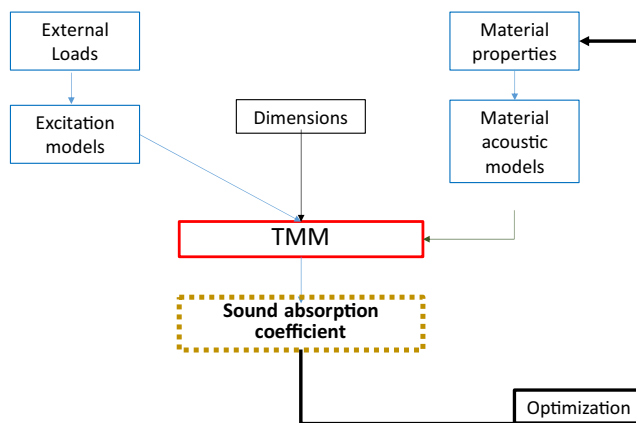 External
Loads
Material
properties
Excitation
models
Dimensions
Material
acoustic
models
TMM
Sound absorption
coefficient
Optimization